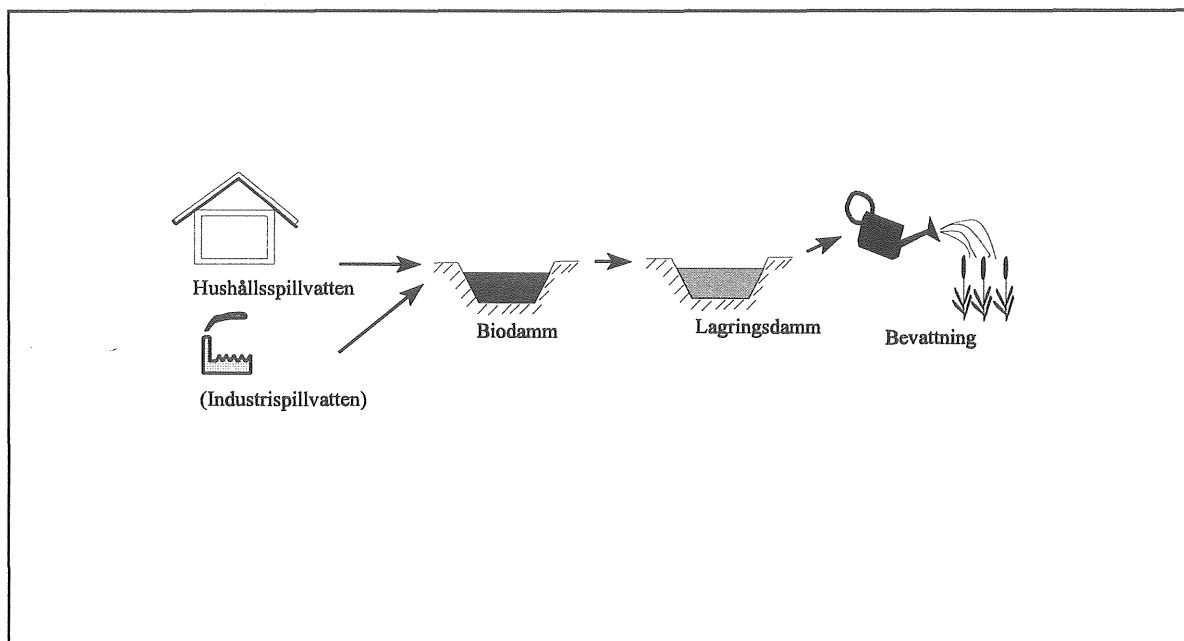 Hushållsspillvatten
(Industrispillvatten)
Biodamm
Lagringsdamm
Bevattning